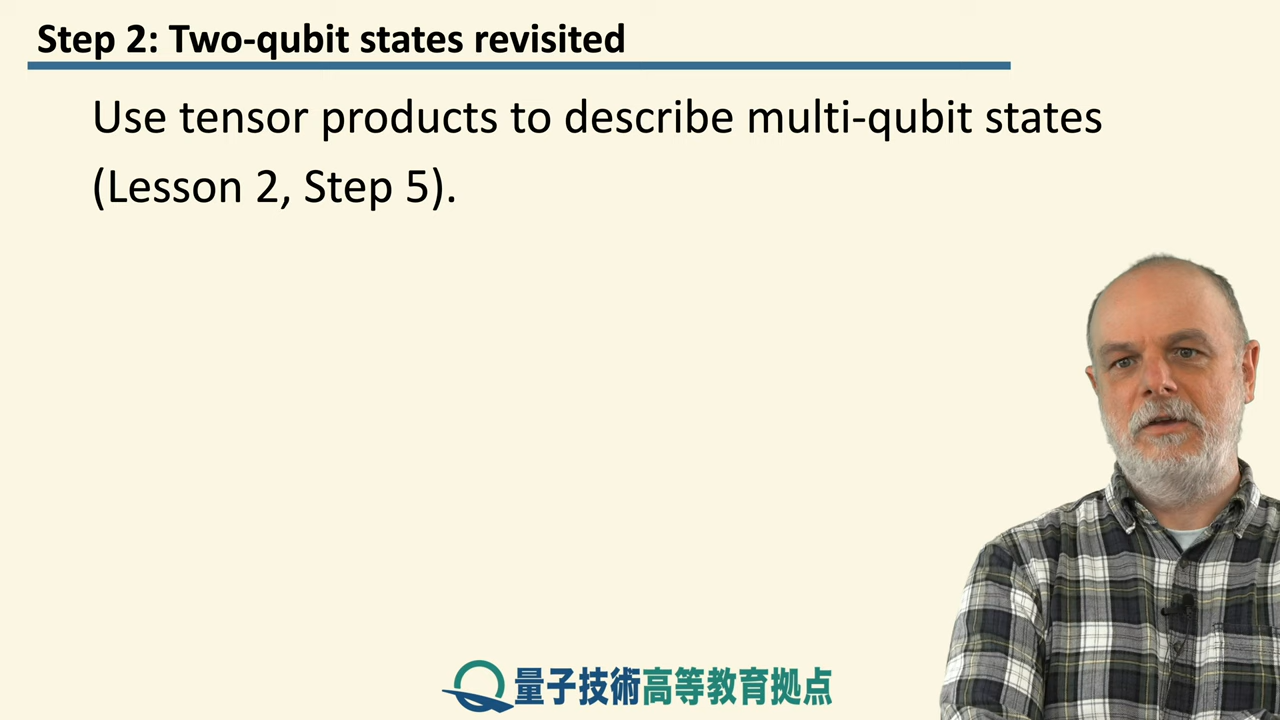 Step 2: Two-qubit states revisited
Use tensor products to describe multi-qubit states
(Lesson 2, Step 5).
量子技術高等教育拠点